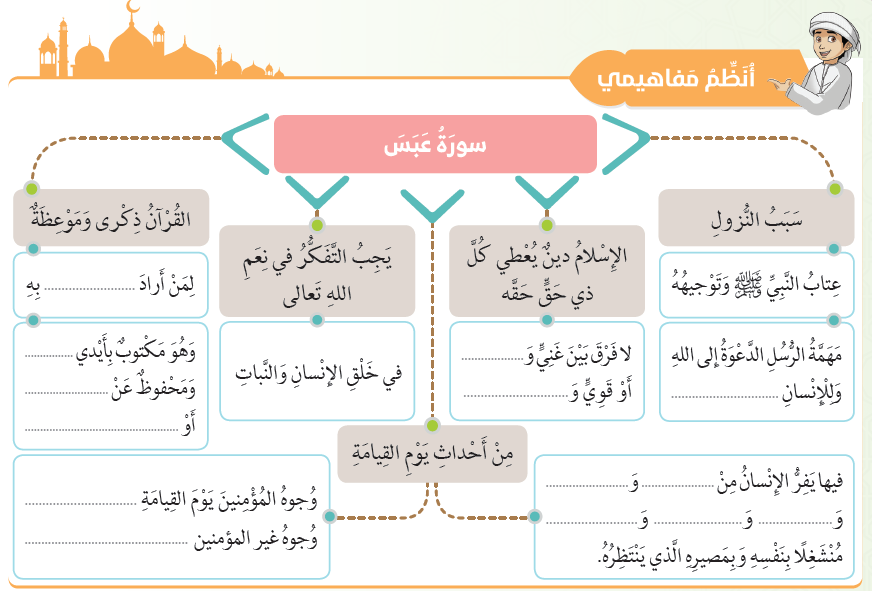 أُنَظِّمُ مَفاهيمي
سورَةُ عَبَسَ
سَبَبُ النُّزولِ
عِتابُ النَّبِيِّ ﷺ وَتَوْجيهُهُ
مَهَمَّةُ الرُّسُلِ الدَّعْوَةُ إِلى اللهِ
وَلِلْإِنْسانِ ..............................
الإِسْلامُ دينٌ يُعْطي كُلَّ
ذي حَقٍّ حَقَّه
لا فَرْقَ بَيْنَ غَنِيٍّ وَ..................
أَوْ قَوِيٍّ وَ..............................
يَجِبُ التَّفَكُّرُ في نِعَمِ
اللهِ تَعالى
في خَلْقِ الإِنْسانِ وَالنَّباتِ
القُرْآنُ ذِكْرى وَمَوْعِظَةٌ
لِمَنْ أَرادَ ......................... بِهِ
وَهُوَ مَكْتوبٌ بِأَيْدي ..............
وَمَحْفوظٌ عَنْ .......................
أَوْ ..........................................
مِنْ أَحْداثِ يَوْمِ القِيامَةِ
فيها يَفِرُّ الإِنْسانُ مِنْ .................... وَ.......................
وَ.................... وَ......................... وَ.........................
مُنْشَغِلًا بِنَفْسِهِ وَبِمَصيرِهِ الَّذي يَنْتَظِرُهُ.
وُجوهُ المُؤْمِنينَ يَوْمَ القِيامَةِ ..............................
وُجوهُ غير المؤمنين .............................................